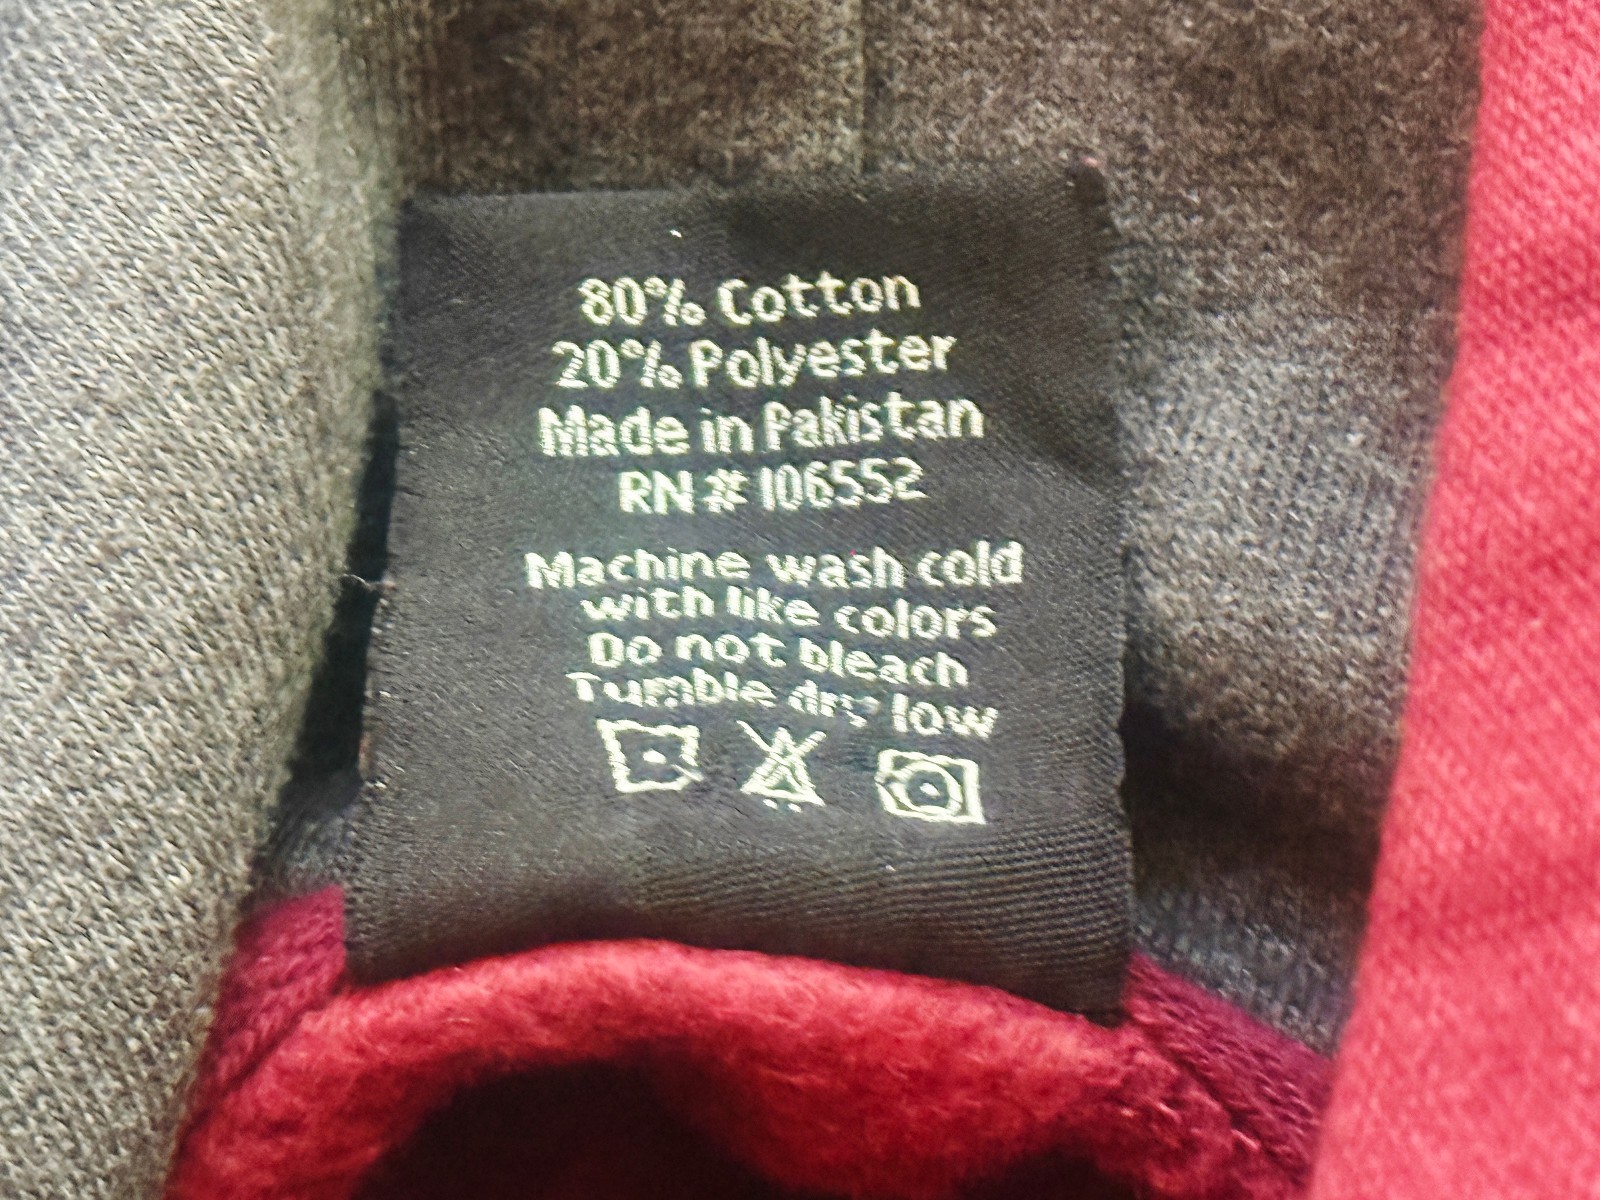 80% Cotton
20% Polyester
Made in Pakistan
RN # 106552
Machine wash cold
with like colors
Do not bleach
Tumble dry low